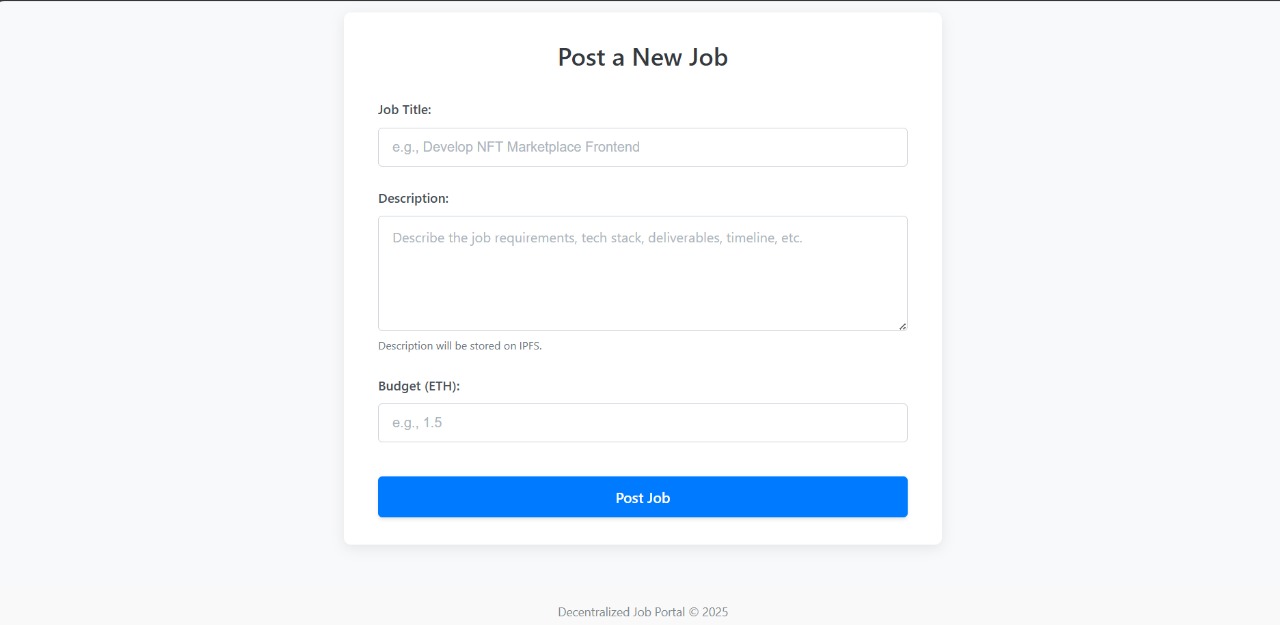 Post a New Job
Job Title:
e.g., Develop NFT Marketplace Frontend
Description:
Describe the job requirements, tech stack, deliverables, timeline, etc.
Description will be stored on IPFS.
Budget (ETH):
e.g., 1.5
Post Job
Decentralized Job Portal © 2025